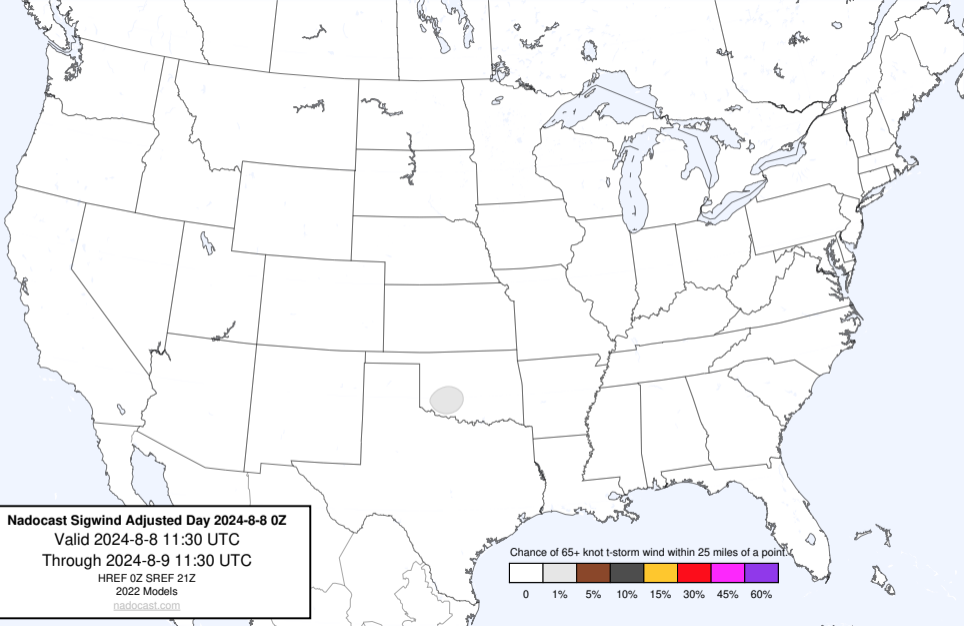 Nadocast Sigwind Adjusted Day 2024-8-8 0Z
Valid 2024-8-8 11:30 UTC
Through 2024-8-9 11:30 UTC
HREF 0Z SREF 21Z
2022 Models
nadocast.com
Chance of 65+ knot t-storm wind within 25 miles of a point.
0 1% 5% 10% 15% 30% 45% 60%